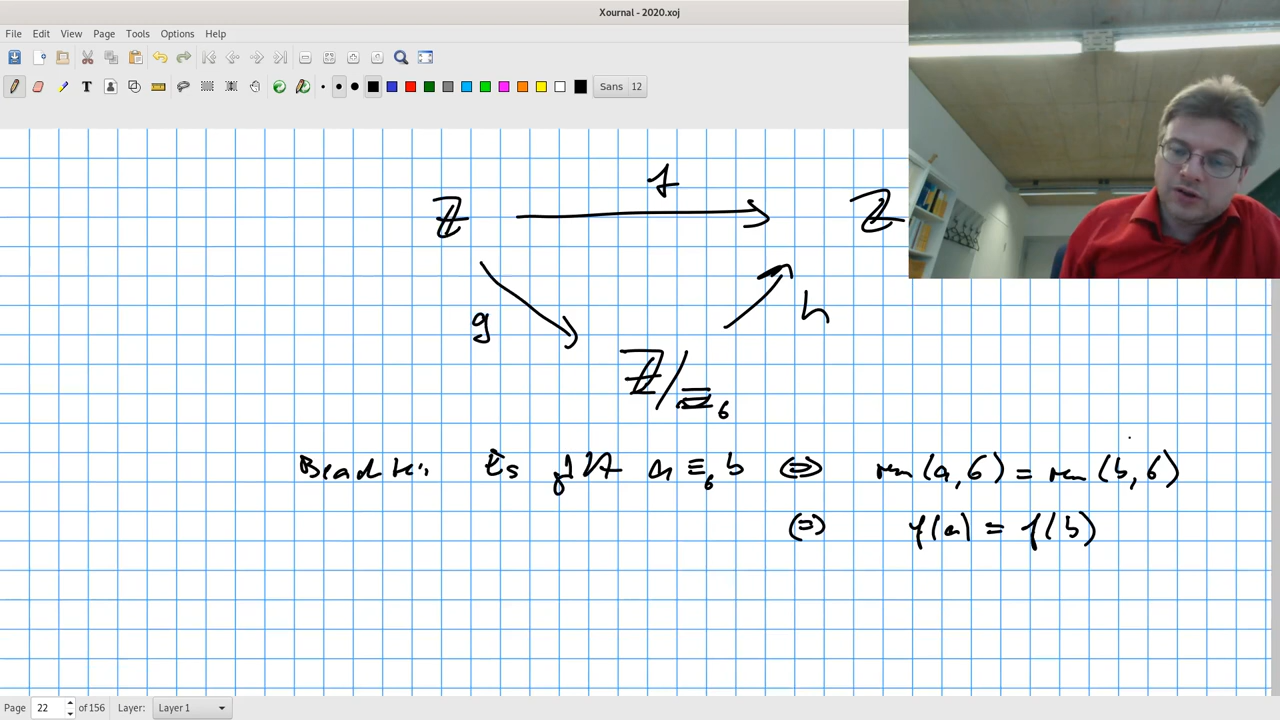 Xournal - 2020.xoj
File Edit View Page Tools Options Help
Sans 12
f
ℤ ℤ
g h
ℤ/≡₆
Beachte: Es gilt a ≡₆ b ⇔ rem(a,6) = rem(b,6)
⇔ f(a) = f(b)
Page 22 of 156 Layer: Layer 1